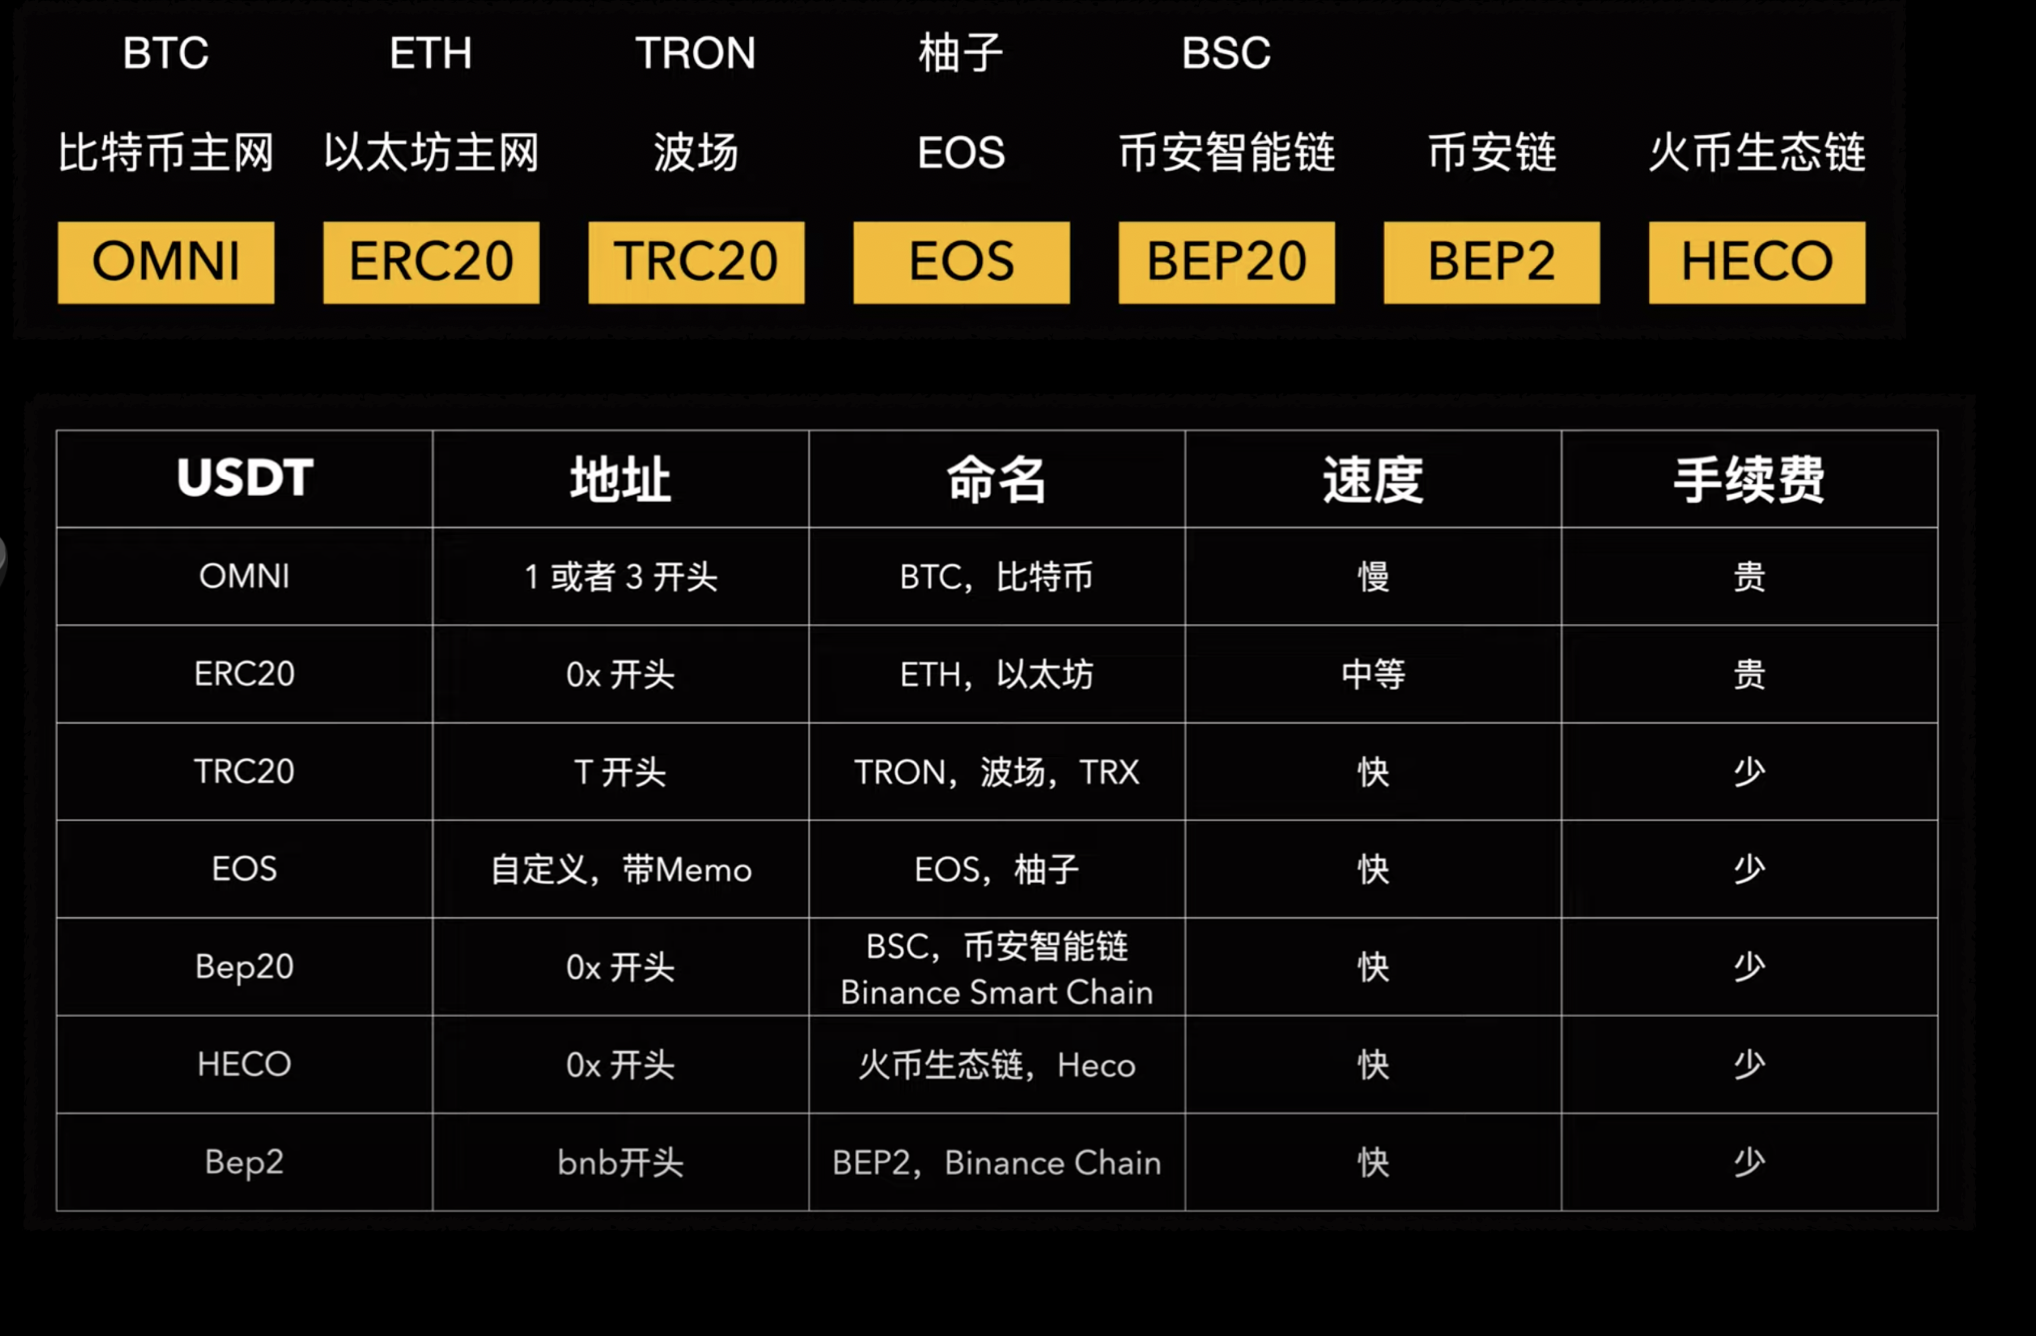 BTC ETH TRON 柚子 BSC
比特币主网 以太坊主网 波场 EOS 币安智能链 币安链 火币生态链
OMNI ERC20 TRC20 EOS BEP20 BEP2 HECO
USDT 地址 命名 速度 手续费
OMNI 1 或者 3 开头 BTC，比特币 慢 贵
ERC20 0x 开头 ETH，以太坊 中等 贵
TRC20 T 开头 TRON，波场，TRX 快 少
EOS 自定义，带Memo EOS，柚子 快 少
Bep20 0x 开头 BSC，币安智能链 快 少
Binance Smart Chain
HECO 0x 开头 火币生态链，Heco 快 少
Bep2 bnb开头 BEP2，Binance Chain 快 少